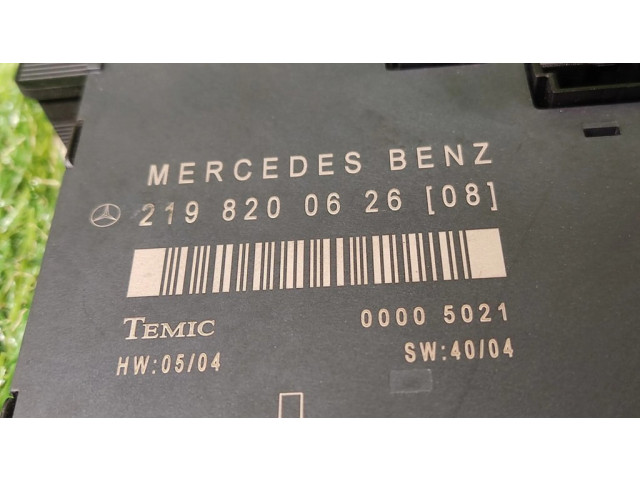 MERCEDES BENZ
219 820 06 26 [08]
TEMIC 0000 5021
HW:05/04 SW:40/04